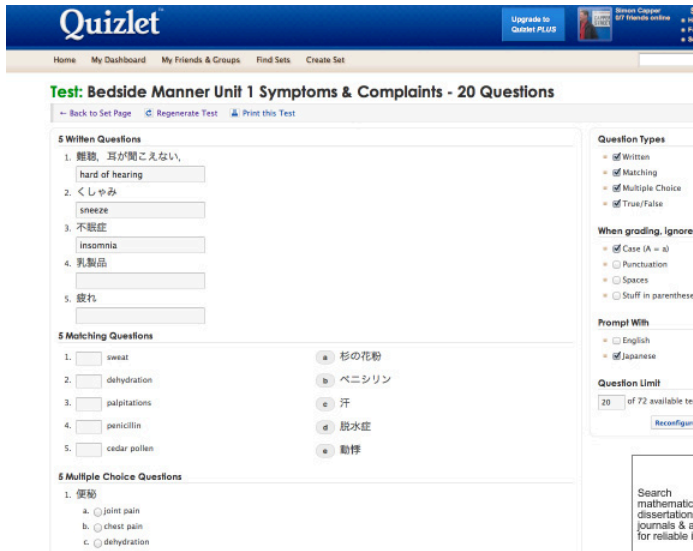 Quizlet
Upgrade to
Quizlet PLUS
Simon Capper
0/7 friends online
Home My Dashboard My Friends & Groups Find Sets Create Set
Test: Bedside Manner Unit 1 Symptoms & Complaints - 20 Questions
← Back to Set Page Regenerate Test Print this Test
5 Written Questions
1. 難聴, 耳が聞こえない,
hard of hearing
2. くしゃみ
sneeze
3. 不眠症
insomnia
4. 乳製品
5. 疲れ
5 Matching Questions
1. sweat
2. dehydration
3. palpitations
4. penicillin
5. cedar pollen
a 杉の花粉
b ペニシリン
c 汗
d 脱水症
e 動悸
5 Multiple Choice Questions
1. 便秘
a. joint pain
b. chest pain
c. dehydration
Question Types
Written
Matching
Multiple Choice
True/False
When grading, ignore
Case (A = a)
Punctuation
Spaces
Stuff in parenthese
Prompt With
English
Japanese
Question Limit
20 of 72 available te
Reconfigur
Search
mathematic
dissertation
journals & a
for reliable i